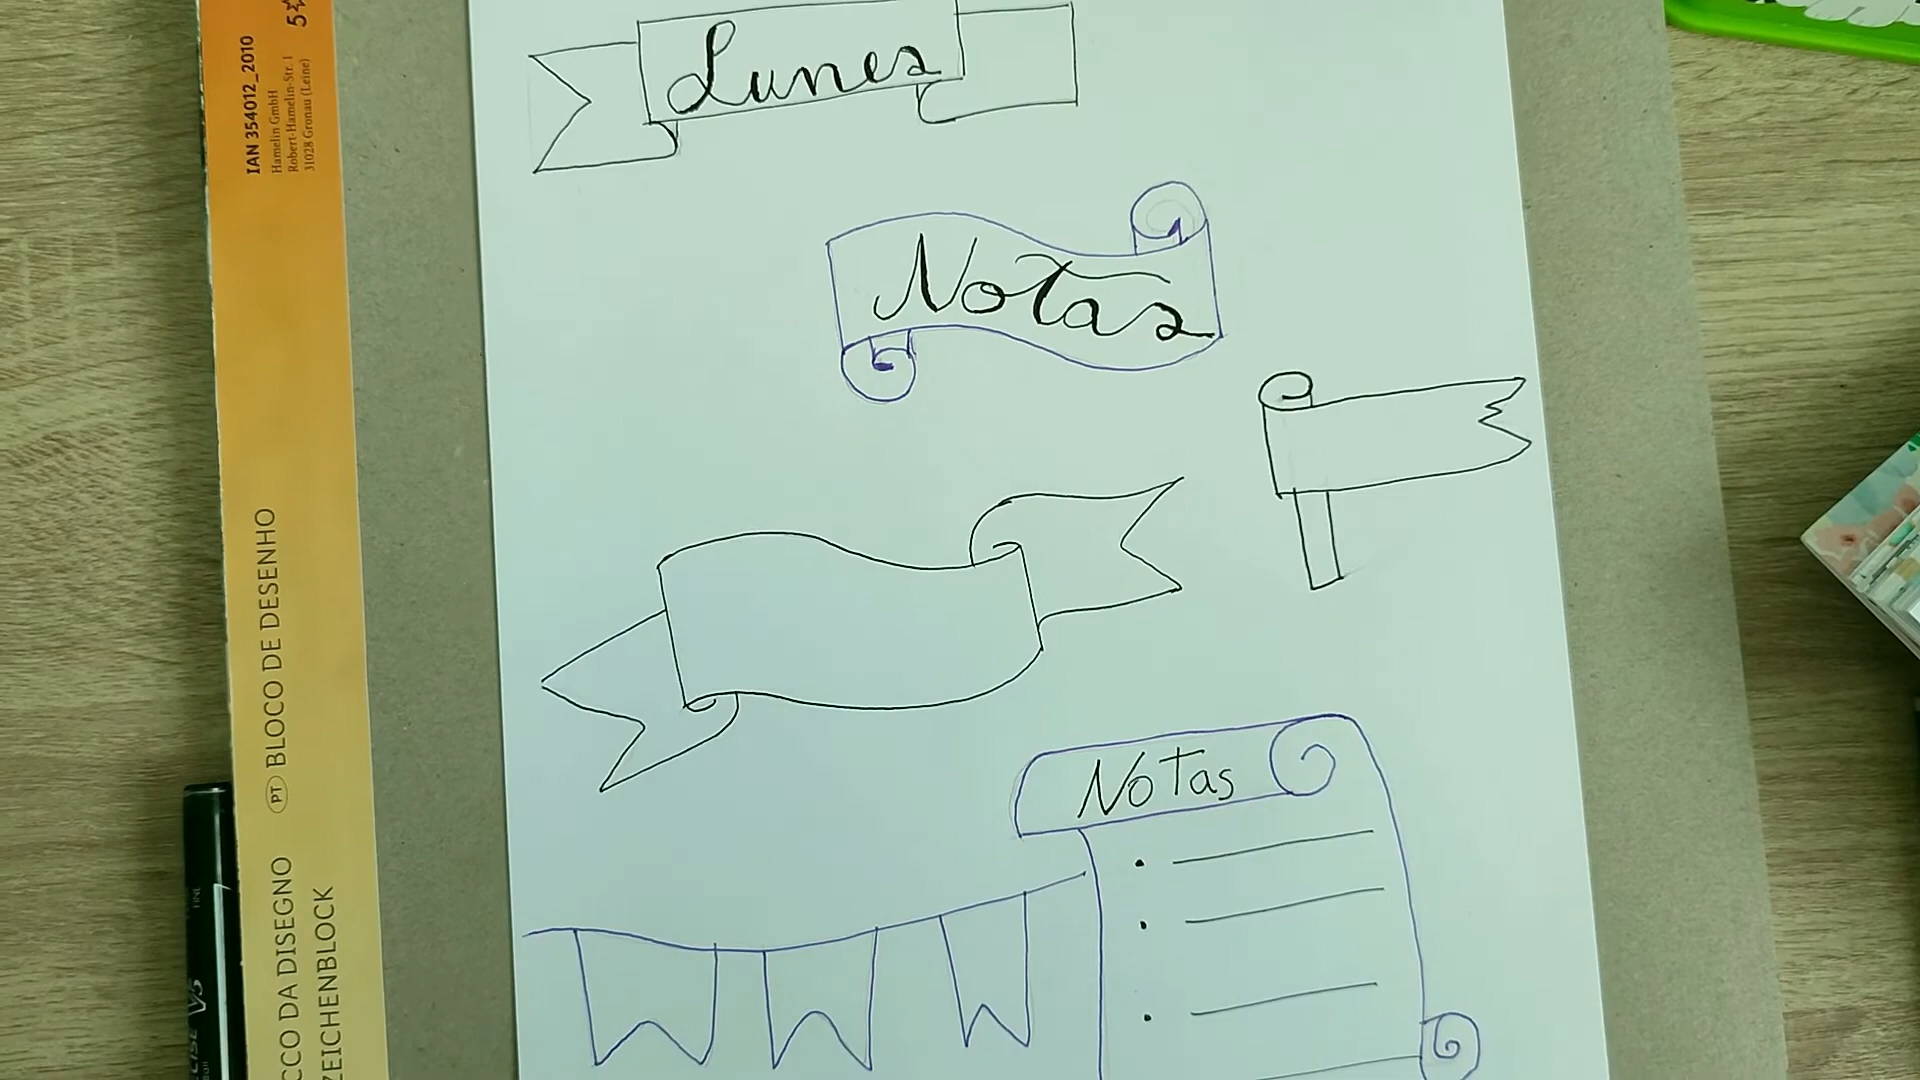 Lunes
Notas
Notas
IAN 354012_2010
Hamelin GmbH
Robert-Hamelin-Str. 1
31028 Gronau (Leine)
PT BLOCO DE DESENHO
CCO DA DISEGNO
ZEICHENBLOCK
V5